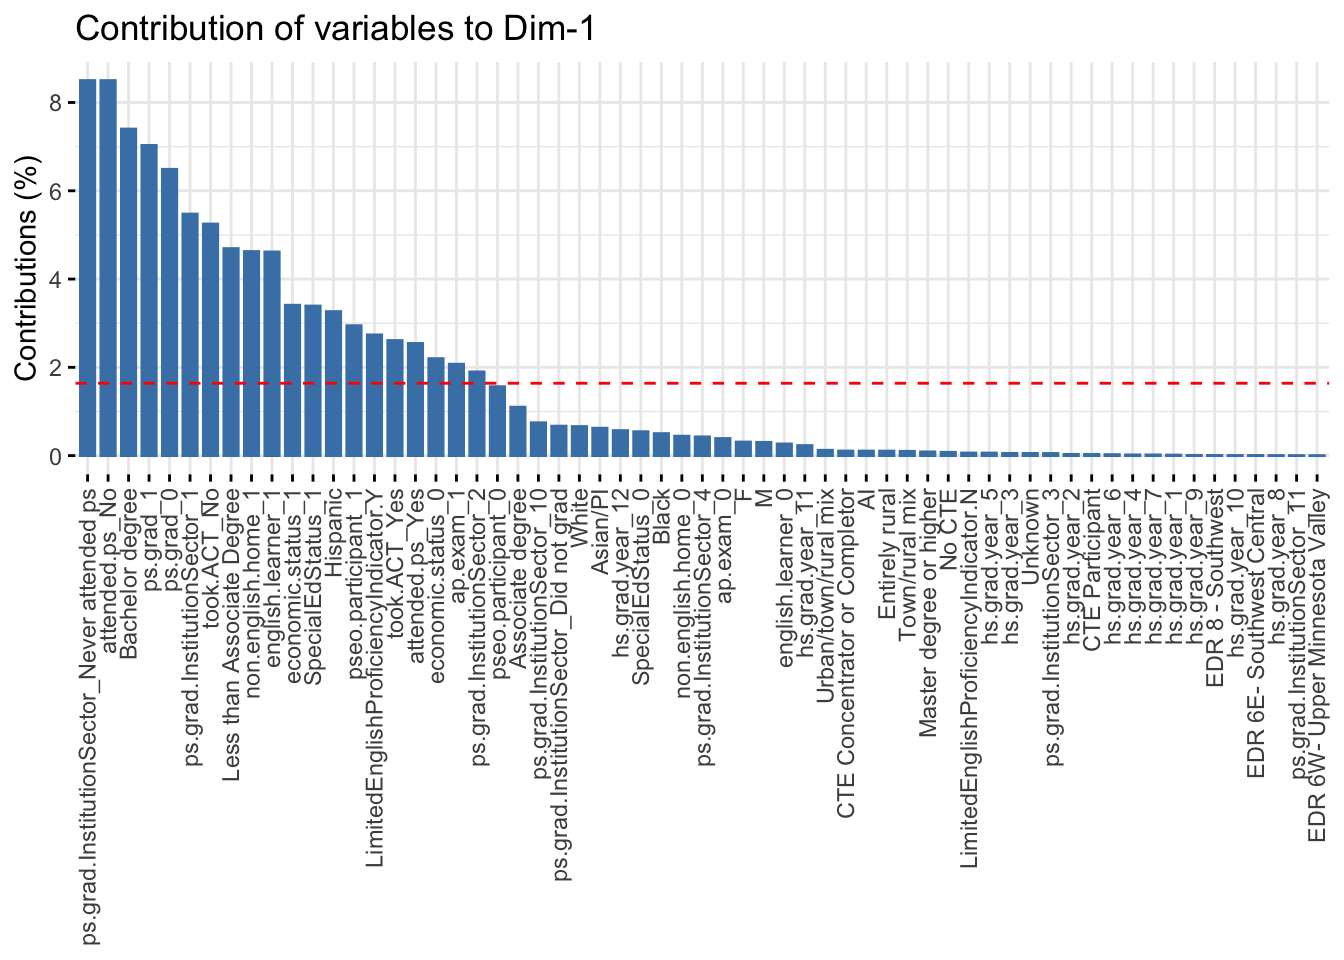 Contribution of variables to Dim-1
Contributions (%)
8
6
4
2
0
ps.grad.InstitutionSector_Never attended ps
attended.ps_No
Bachelor degree
ps.grad_1
ps.grad_0
ps.grad.InstitutionSector_1
took.ACT_No
Less than Associate Degree
non.english.home_1
english.learner_1
economic.status_1
SpecialEdStatus_1
Hispanic
pseo.participant_1
LimitedEnglishProficiencyIndicator.Y
took.ACT_Yes
attended.ps_Yes
economic.status_0
ap.exam_1
ps.grad.InstitutionSector_2
pseo.participant_0
Associate degree
ps.grad.InstitutionSector_10
ps.grad.InstitutionSector_Did not grad
White
Asian/PI
hs.grad.year_12
SpecialEdStatus_0
Black
non.english.home_0
ps.grad.InstitutionSector_4
ap.exam_0
F
M
english.learner_0
hs.grad.year_11
Urban/town/rural mix
CTE Concentrator or Completor
AI
Entirely rural
Town/rural mix
Master degree or higher
No CTE
LimitedEnglishProficiencyIndicator.N
hs.grad.year_5
hs.grad.year_3
Unknown
ps.grad.InstitutionSector_3
hs.grad.year_2
CTE Participant
hs.grad.year_6
hs.grad.year_4
hs.grad.year_7
hs.grad.year_1
hs.grad.year_9
EDR 8 - Southwest
hs.grad.year_10
EDR 6E- Southwest Central
hs.grad.year_8
ps.grad.InstitutionSector_11
EDR 6W- Upper Minnesota Valley